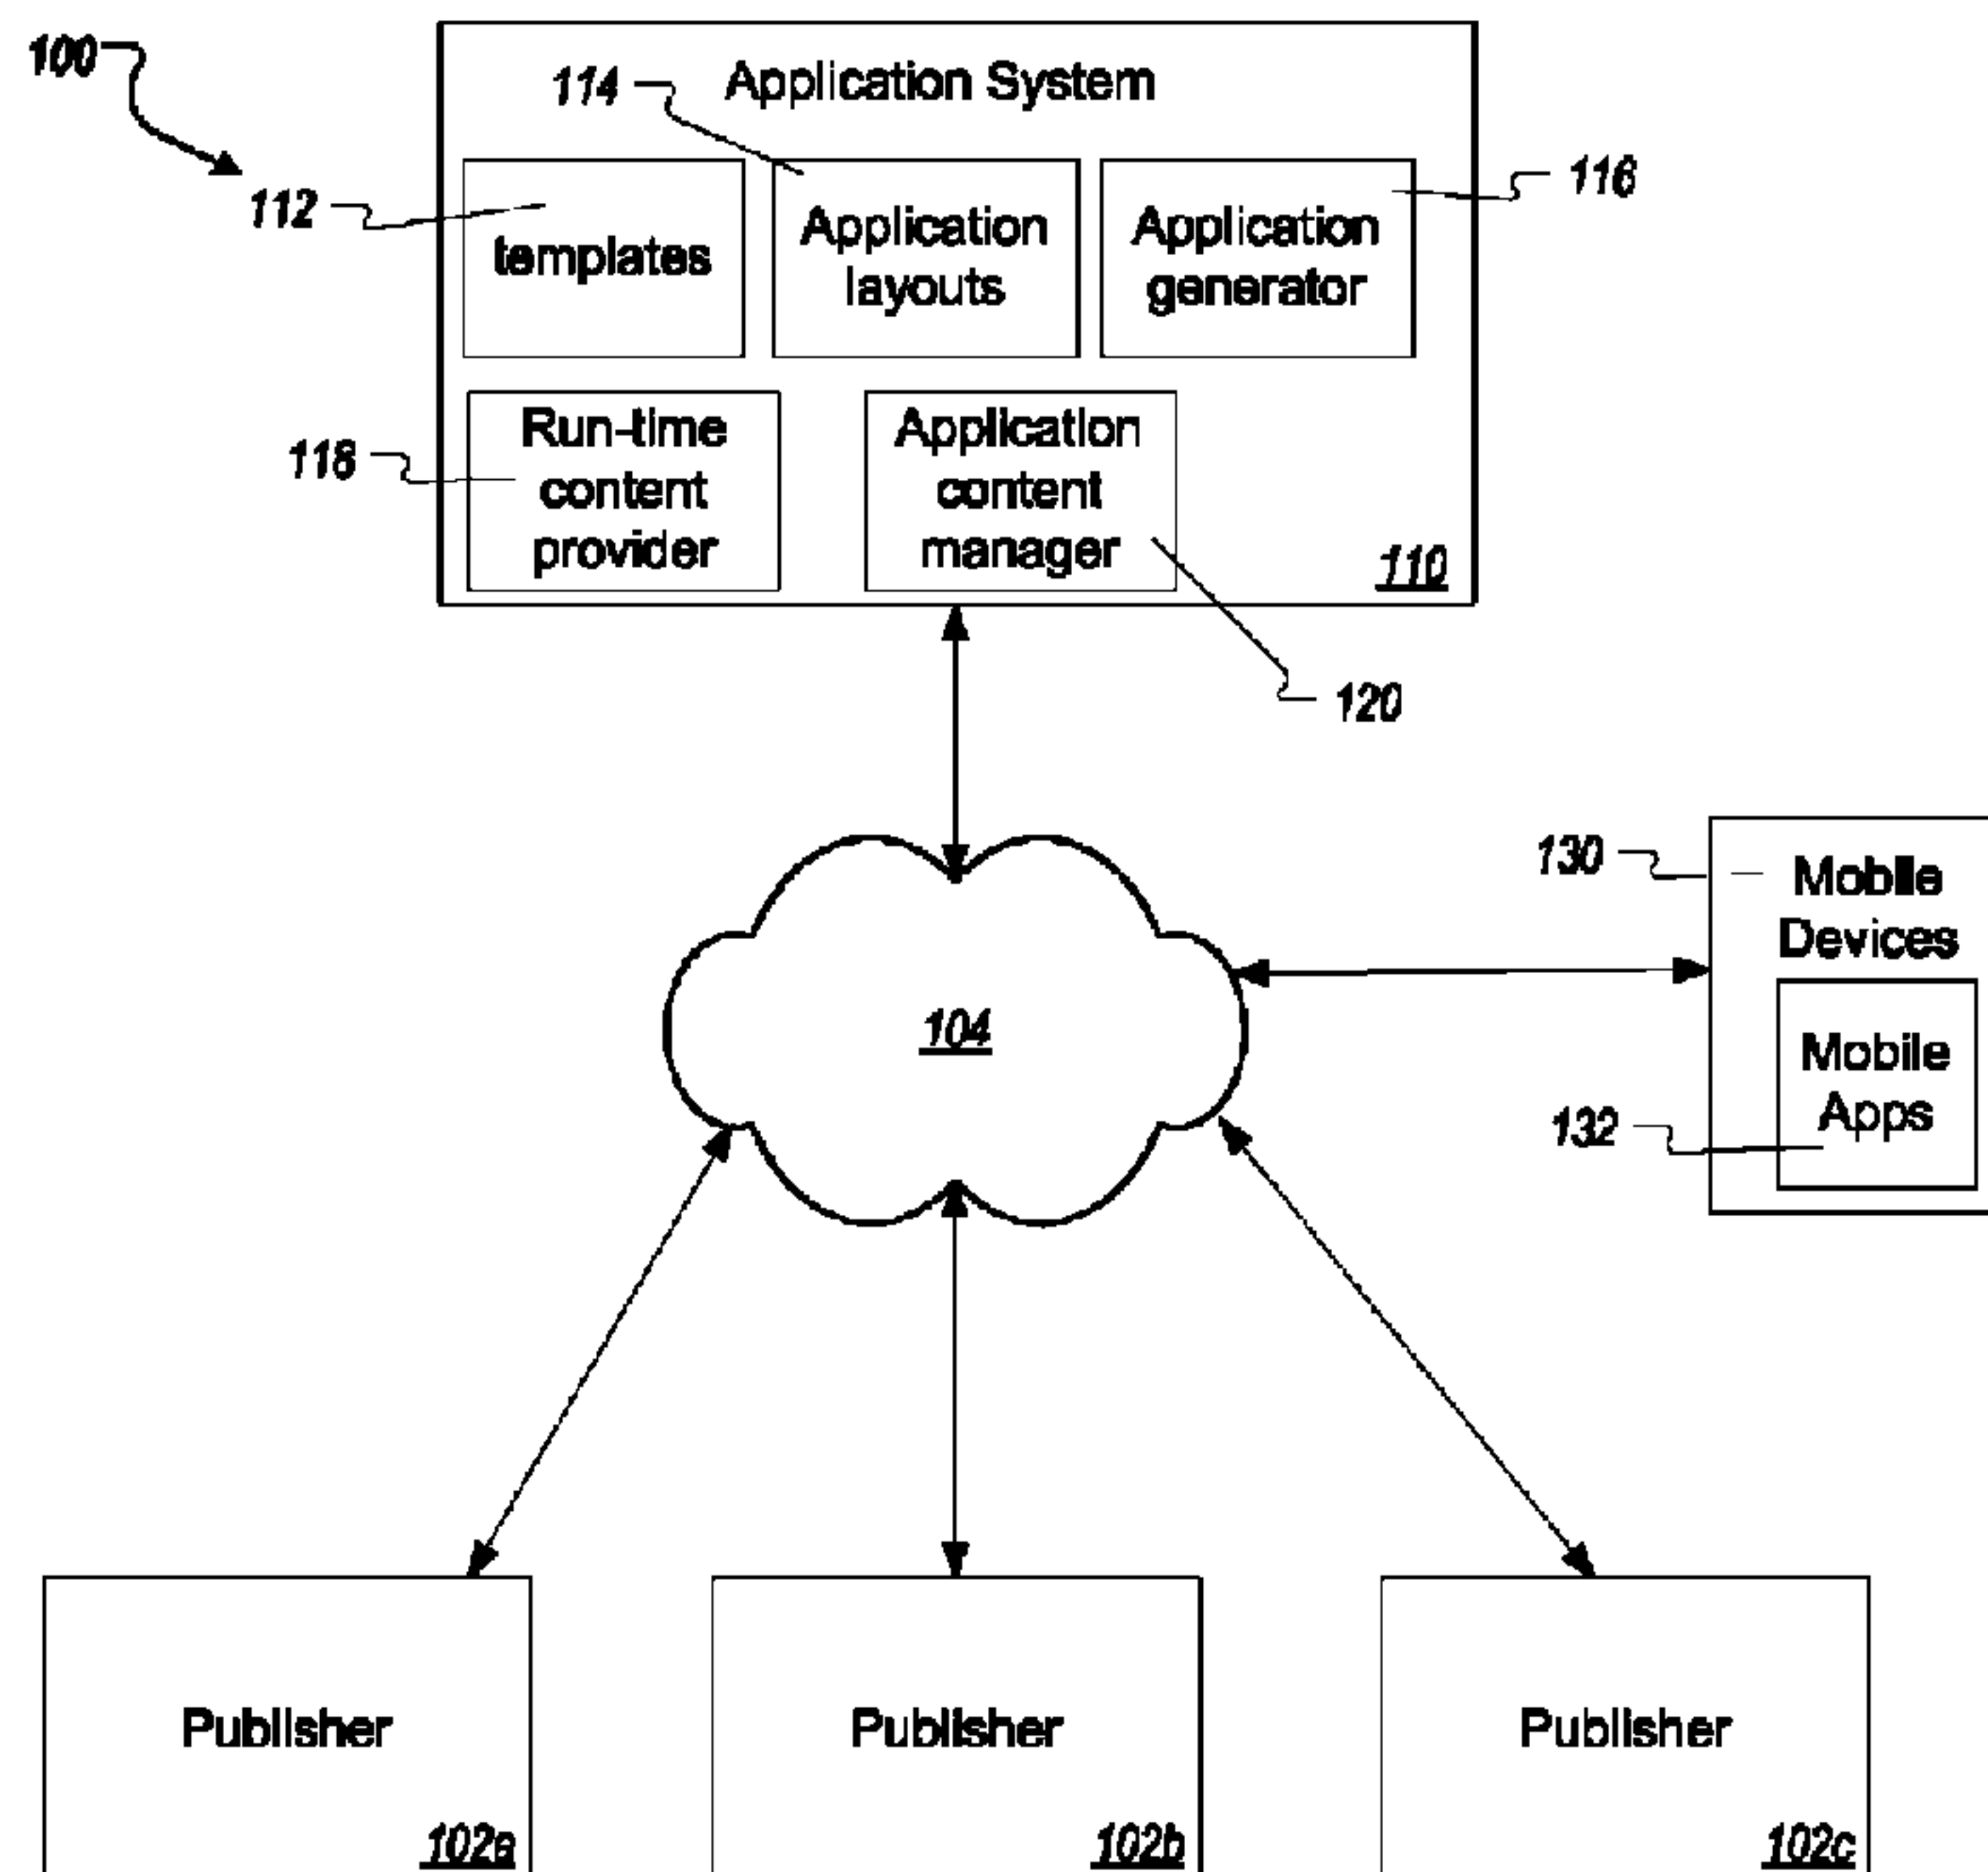 100
Application System
114
116
112
templates
Application
layouts
Application
generator
118
Run-time
content
provider
Application
content
manager
110
120
130
Mobile
Devices
104
Mobile
Apps
132
Publisher
102a
Publisher
102b
Publisher
102c